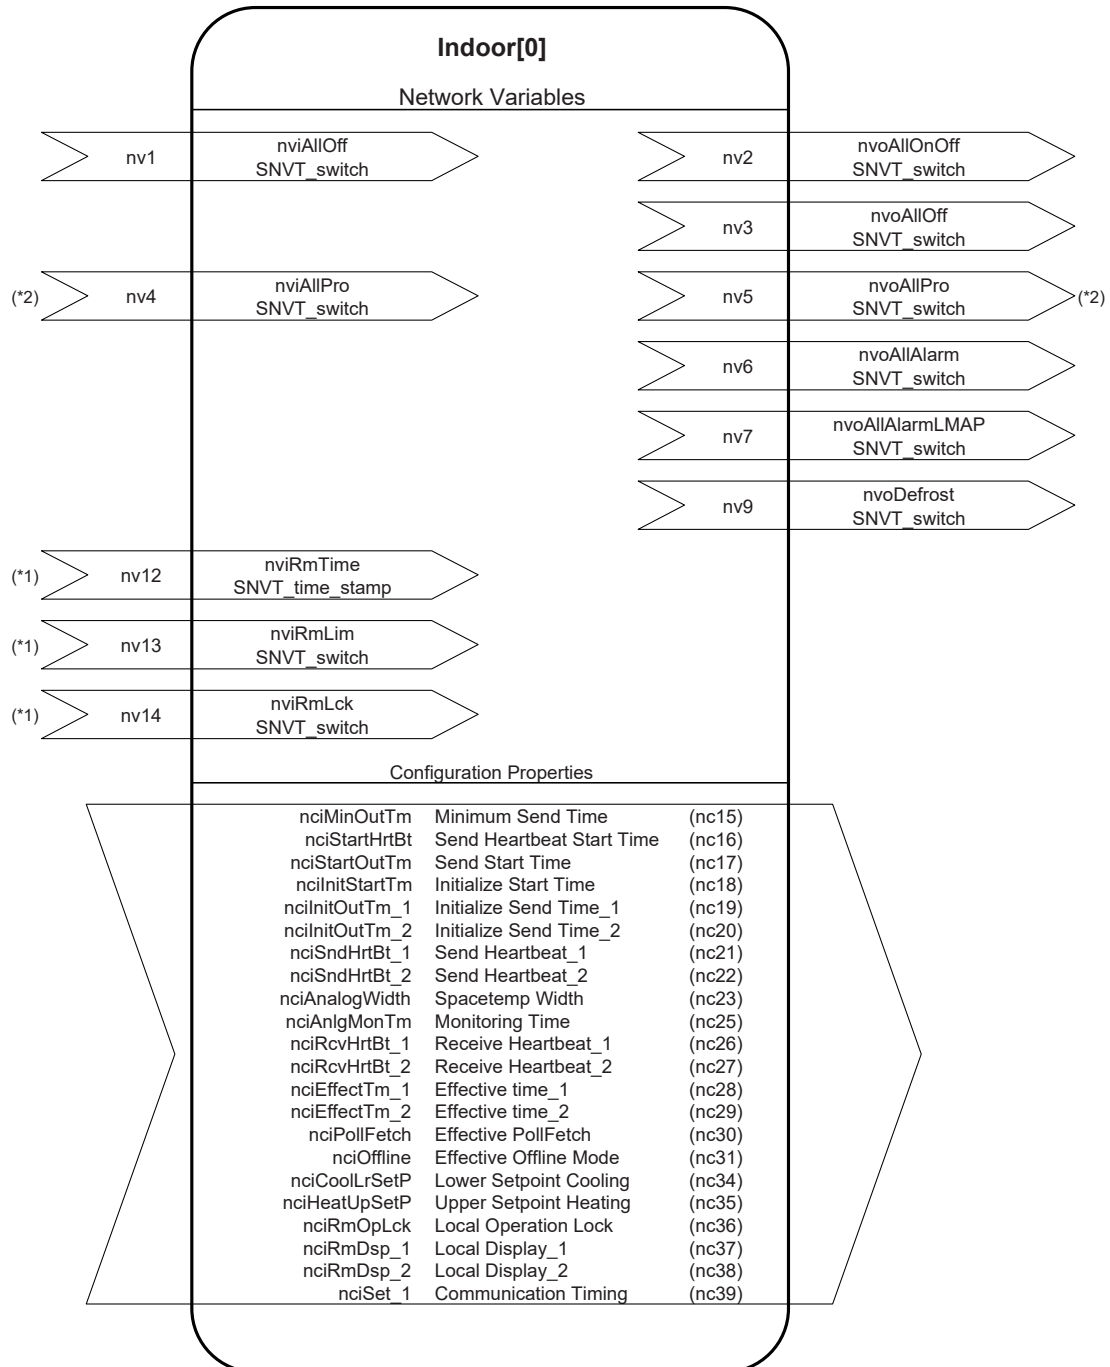 Indoor[0]
Network Variables
nv1 nviAllOff SNVT_switch
nv2 nvoAllOnOff SNVT_switch
nv3 nvoAllOff SNVT_switch
(*2) nv4 nviAllPro SNVT_switch
nv5 nvoAllPro SNVT_switch (*2)
nv6 nvoAllAlarm SNVT_switch
nv7 nvoAllAlarmLMAP SNVT_switch
nv9 nvoDefrost SNVT_switch
(*1) nv12 nviRmTime SNVT_time_stamp
(*1) nv13 nviRmLim SNVT_switch
(*1) nv14 nviRmLck SNVT_switch
Configuration Properties
nciMinOutTm Minimum Send Time (nc15)
nciStartHrtBt Send Heartbeat Start Time (nc16)
nciStartOutTm Send Start Time (nc17)
nciInitStartTm Initialize Start Time (nc18)
nciInitOutTm_1 Initialize Send Time_1 (nc19)
nciInitOutTm_2 Initialize Send Time_2 (nc20)
nciSndHrtBt_1 Send Heartbeat_1 (nc21)
nciSndHrtBt_2 Send Heartbeat_2 (nc22)
nciAnalogWidth Spacetemp Width (nc23)
nciAnlgMonTm Monitoring Time (nc25)
nciRcvHrtBt_1 Receive Heartbeat_1 (nc26)
nciRcvHrtBt_2 Receive Heartbeat_2 (nc27)
nciEffectTm_1 Effective time_1 (nc28)
nciEffectTm_2 Effective time_2 (nc29)
nciPollFetch Effective PollFetch (nc30)
nciOffline Effective Offline Mode (nc31)
nciCoolLrSetP Lower Setpoint Cooling (nc34)
nciHeatUpSetP Upper Setpoint Heating (nc35)
nciRmOpLck Local Operation Lock (nc36)
nciRmDsp_1 Local Display_1 (nc37)
nciRmDsp_2 Local Display_2 (nc38)
nciSet_1 Communication Timing (nc39)